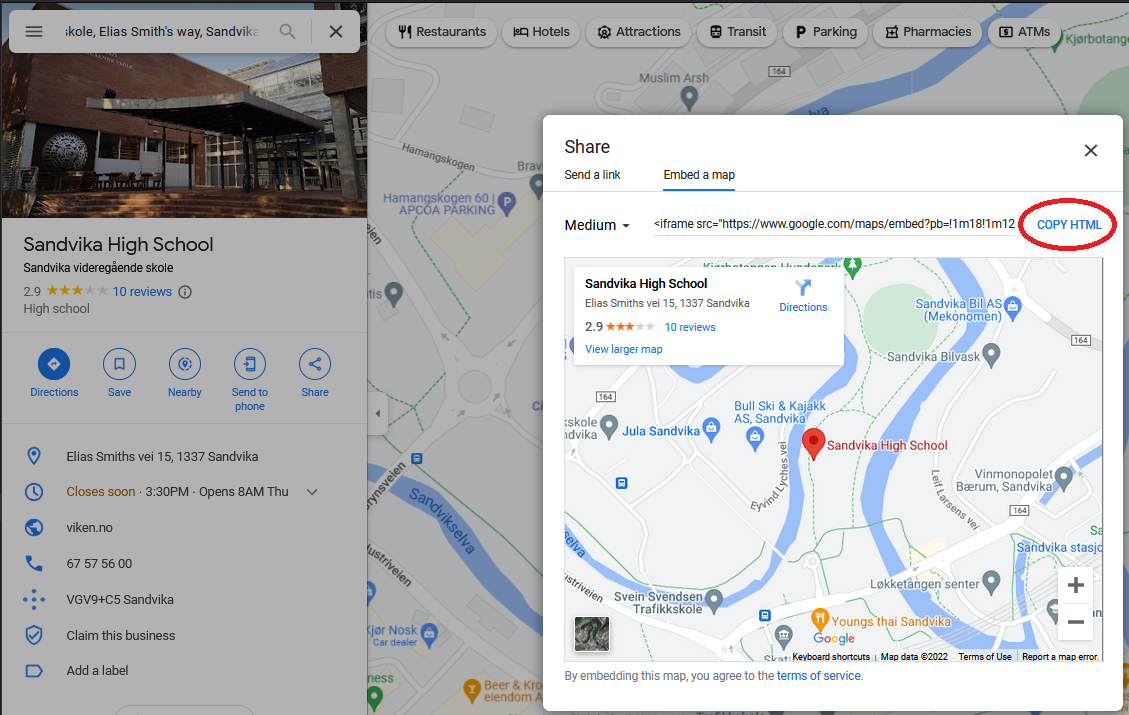 skole, Elias Smith's way, Sandvika
Restaurants
Hotels
Attractions
Transit
Parking
Pharmacies
ATMs
Kjørbotange
Muslim Arsh
164
Hamangskogen
Hamangskogen 60 |
APCOA PARKING
Sandvika High School
Sandvika videregående skole
2.9
10 reviews
High school
Directions
Save
Nearby
Send to
phone
Share
Elias Smiths vei 15, 1337 Sandvika
Closes soon · 3:30PM · Opens 8AM Thu
viken.no
67 57 56 00
VGV9+C5 Sandvika
Claim this business
Add a label
Sandvikselva
Kjør Nosk
Car dealer
Beer & Kro
eiendom A
Share
Send a link
Embed a map
Medium
<iframe src="https://www.google.com/maps/embed?pb=!1m18!1m12
COPY HTML
Kjørbotangen Hundepark
Sandvika High School
Elias Smiths vei 15, 1337 Sandvika
2.9
10 reviews
View larger map
Directions
Sandvika Bil AS
(Mekonomen)
164
Sandvika Bilvask
164
Bull Ski & Kajakk
AS, Sandvika
Jula Sandvika
Sandvika High School
Eyvind Lyches vei
Leif Larsens vei
Vinmonopolet
Bærum, Sandvika
164
Sandvika stasjo
Løkketangen senter
Svein Svendsen
Trafikkskole
Youngs thai Sandvika
Google
Keyboard shortcuts
Map data ©2022
Terms of Use
Report a map error
By embedding this map, you agree to the terms of service.